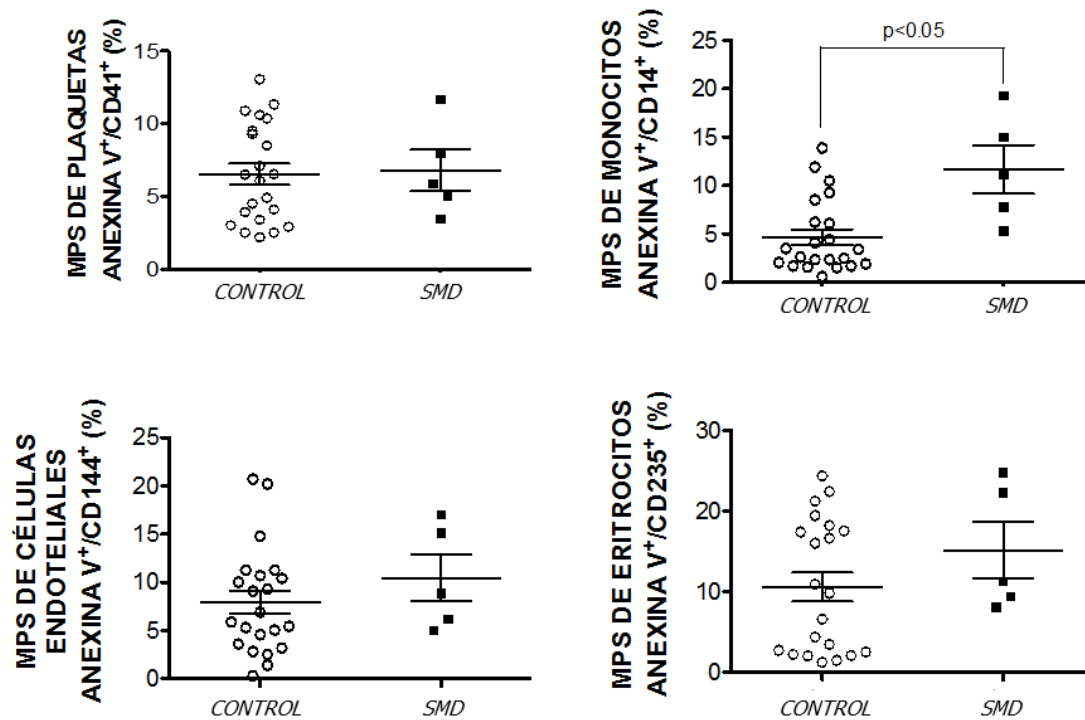 MPS DE PLAQUETAS
ANEXINA V⁺/CD41⁺ (%)
15
10
5
0
CONTROL
SMD
MPS DE MONOCITOS
ANEXINA V⁺/CD14⁺ (%)
p<0.05
25
20
15
10
5
0
CONTROL
SMD
MPS DE CÉLULAS
ENDOTELIALES
ANEXINA V⁺/CD144⁺ (%)
25
20
15
10
5
0
CONTROL
SMD
MPS DE ERITROCITOS
ANEXINA V⁺/CD235⁺ (%)
30
20
10
0
CONTROL
SMD